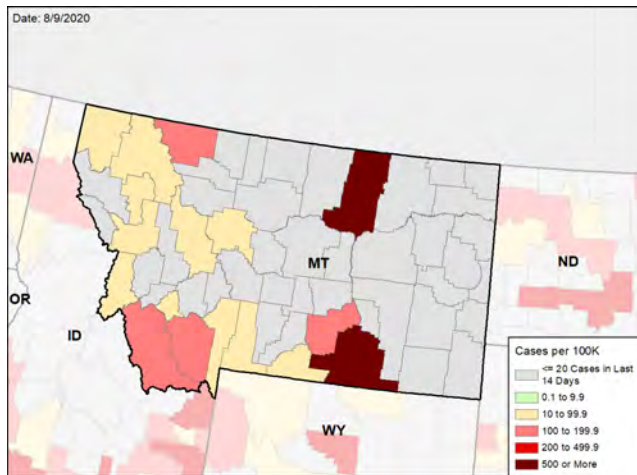 Date: 8/9/2020
WA
MT
ND
OR
ID
WY
Cases per 100K
<= 20 Cases in Last
14 Days
0.1 to 9.9
10 to 99.9
100 to 199.9
200 to 499.9
500 or More